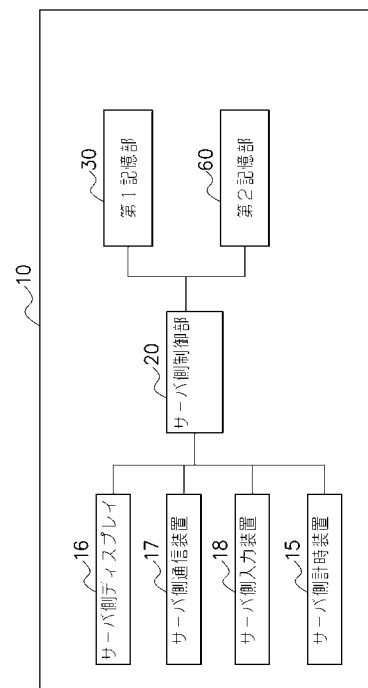 10
16
サーバ側ディスプレイ
17
サーバ側通信装置
18
サーバ側入力装置
15
サーバ側計時装置
20
サーバ側制御部
30
第1記憶部
60
第2記憶部